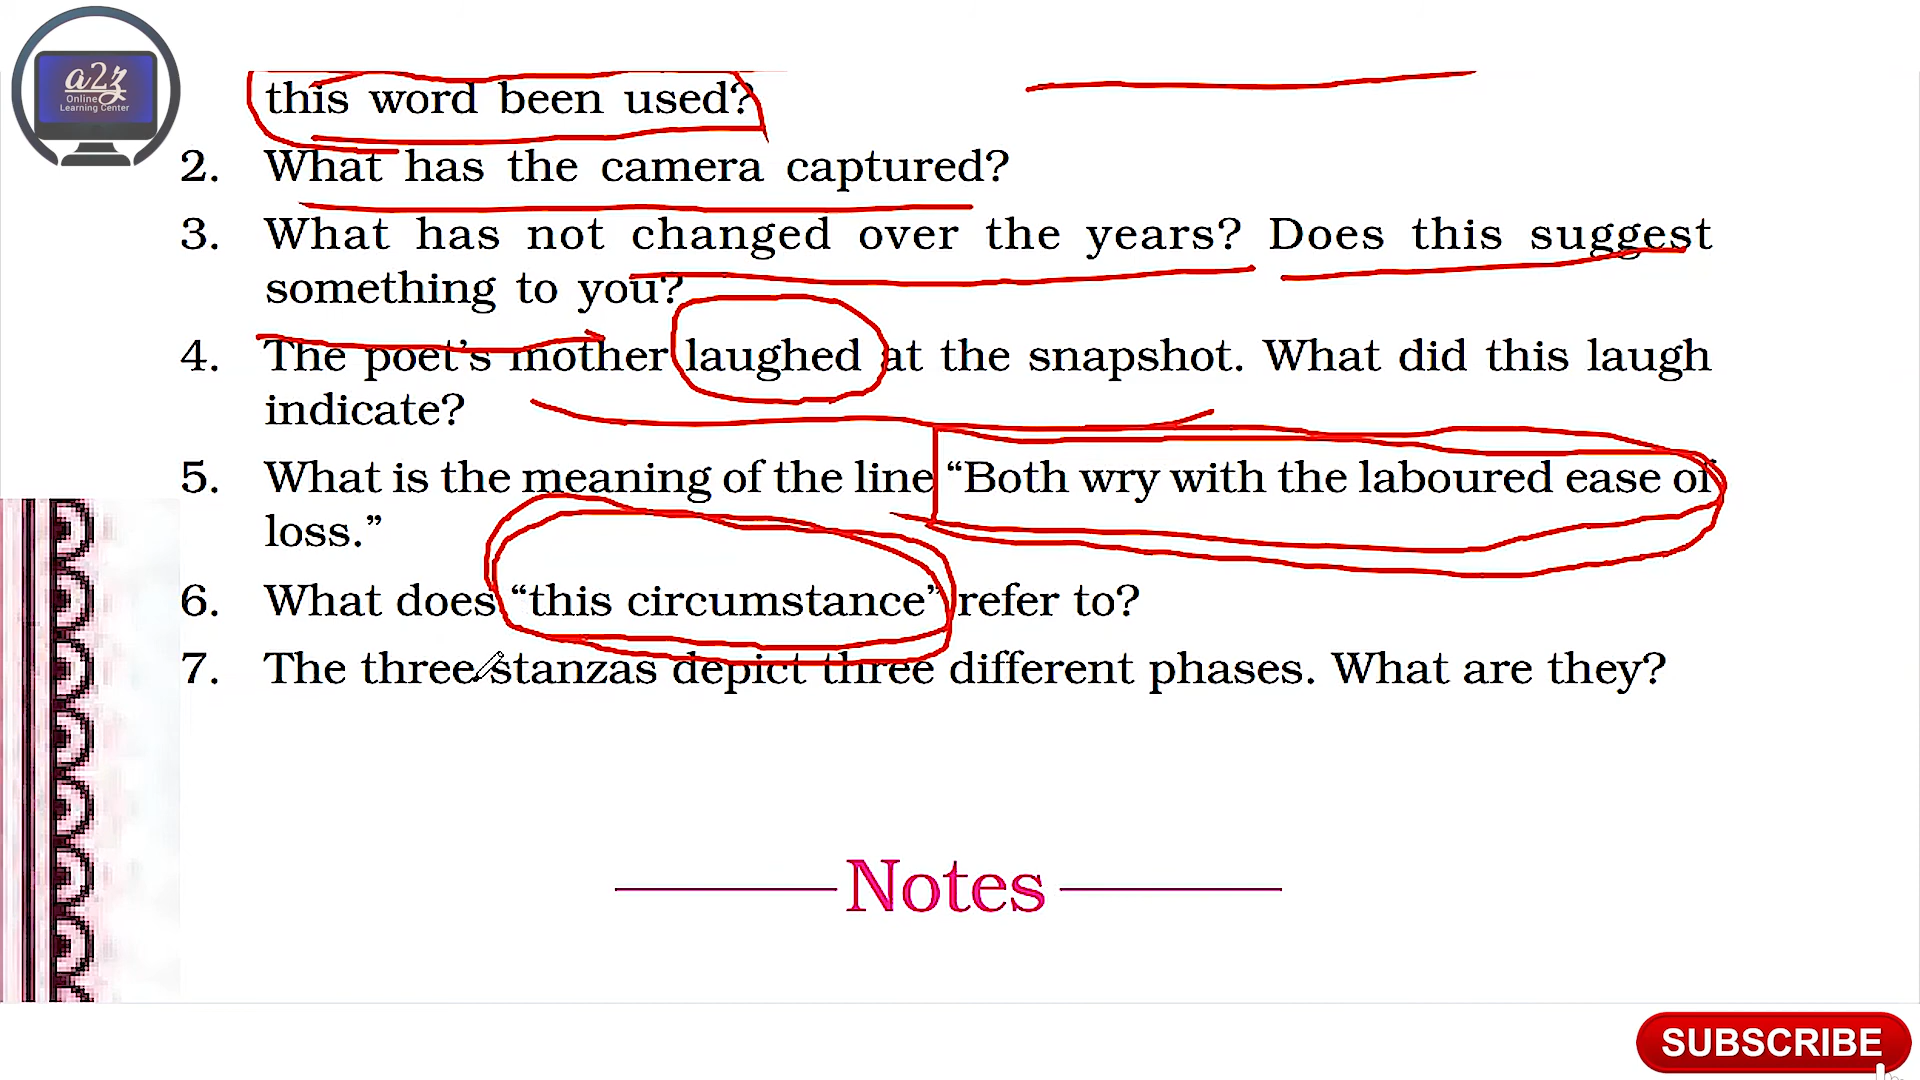 a2z
Online
Learning Center
this word been used?
2. What has the camera captured?
3. What has not changed over the years? Does this suggest
something to you?
4. The poet's mother laughed at the snapshot. What did this laugh
indicate?
5. What is the meaning of the line “Both wry with the laboured ease of
loss.”
6. What does “this circumstance” refer to?
7. The three stanzas depict three different phases. What are they?
Notes
SUBSCRIBE